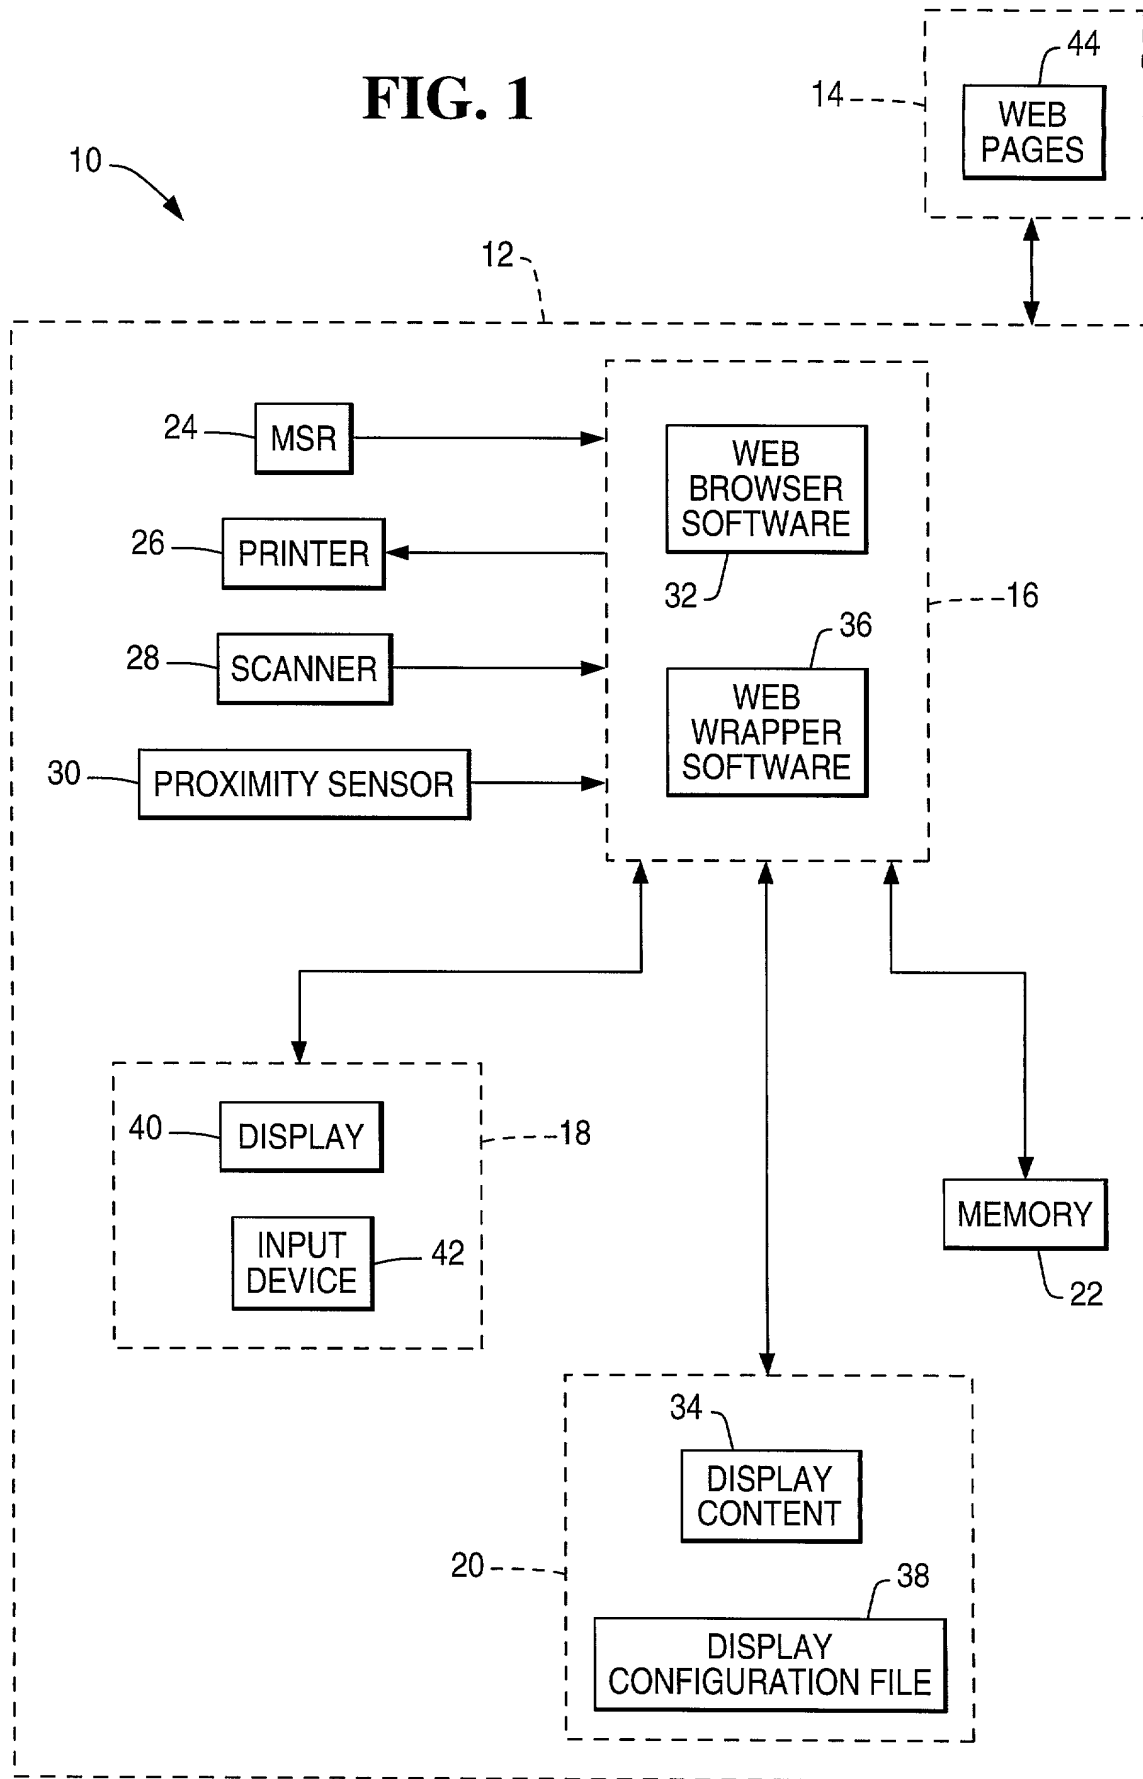 FIG. 1
44
14
WEB
PAGES
10
12
24
MSR
WEB
BROWSER
SOFTWARE
26
PRINTER
32
16
28
SCANNER
36
WEB
WRAPPER
SOFTWARE
30
PROXIMITY SENSOR
40
DISPLAY
18
INPUT
DEVICE
42
MEMORY
22
34
DISPLAY
CONTENT
20
38
DISPLAY
CONFIGURATION FILE